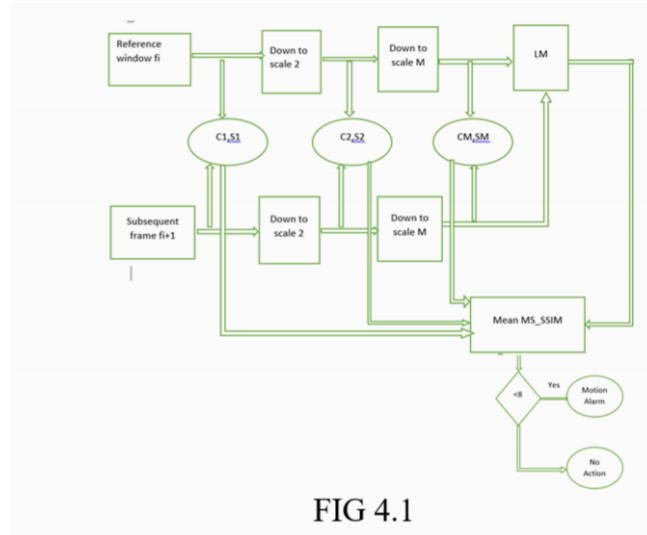 Reference
window fi
Down to
scale 2
Down to
scale M
LM
C1,S1
C2,S2
CM,SM
Subsequent
frame fi+1
Down to
scale 2
Down to
scale M
Mean MS_SSIM
<8
Yes
Motion
Alarm
No
Action
FIG 4.1